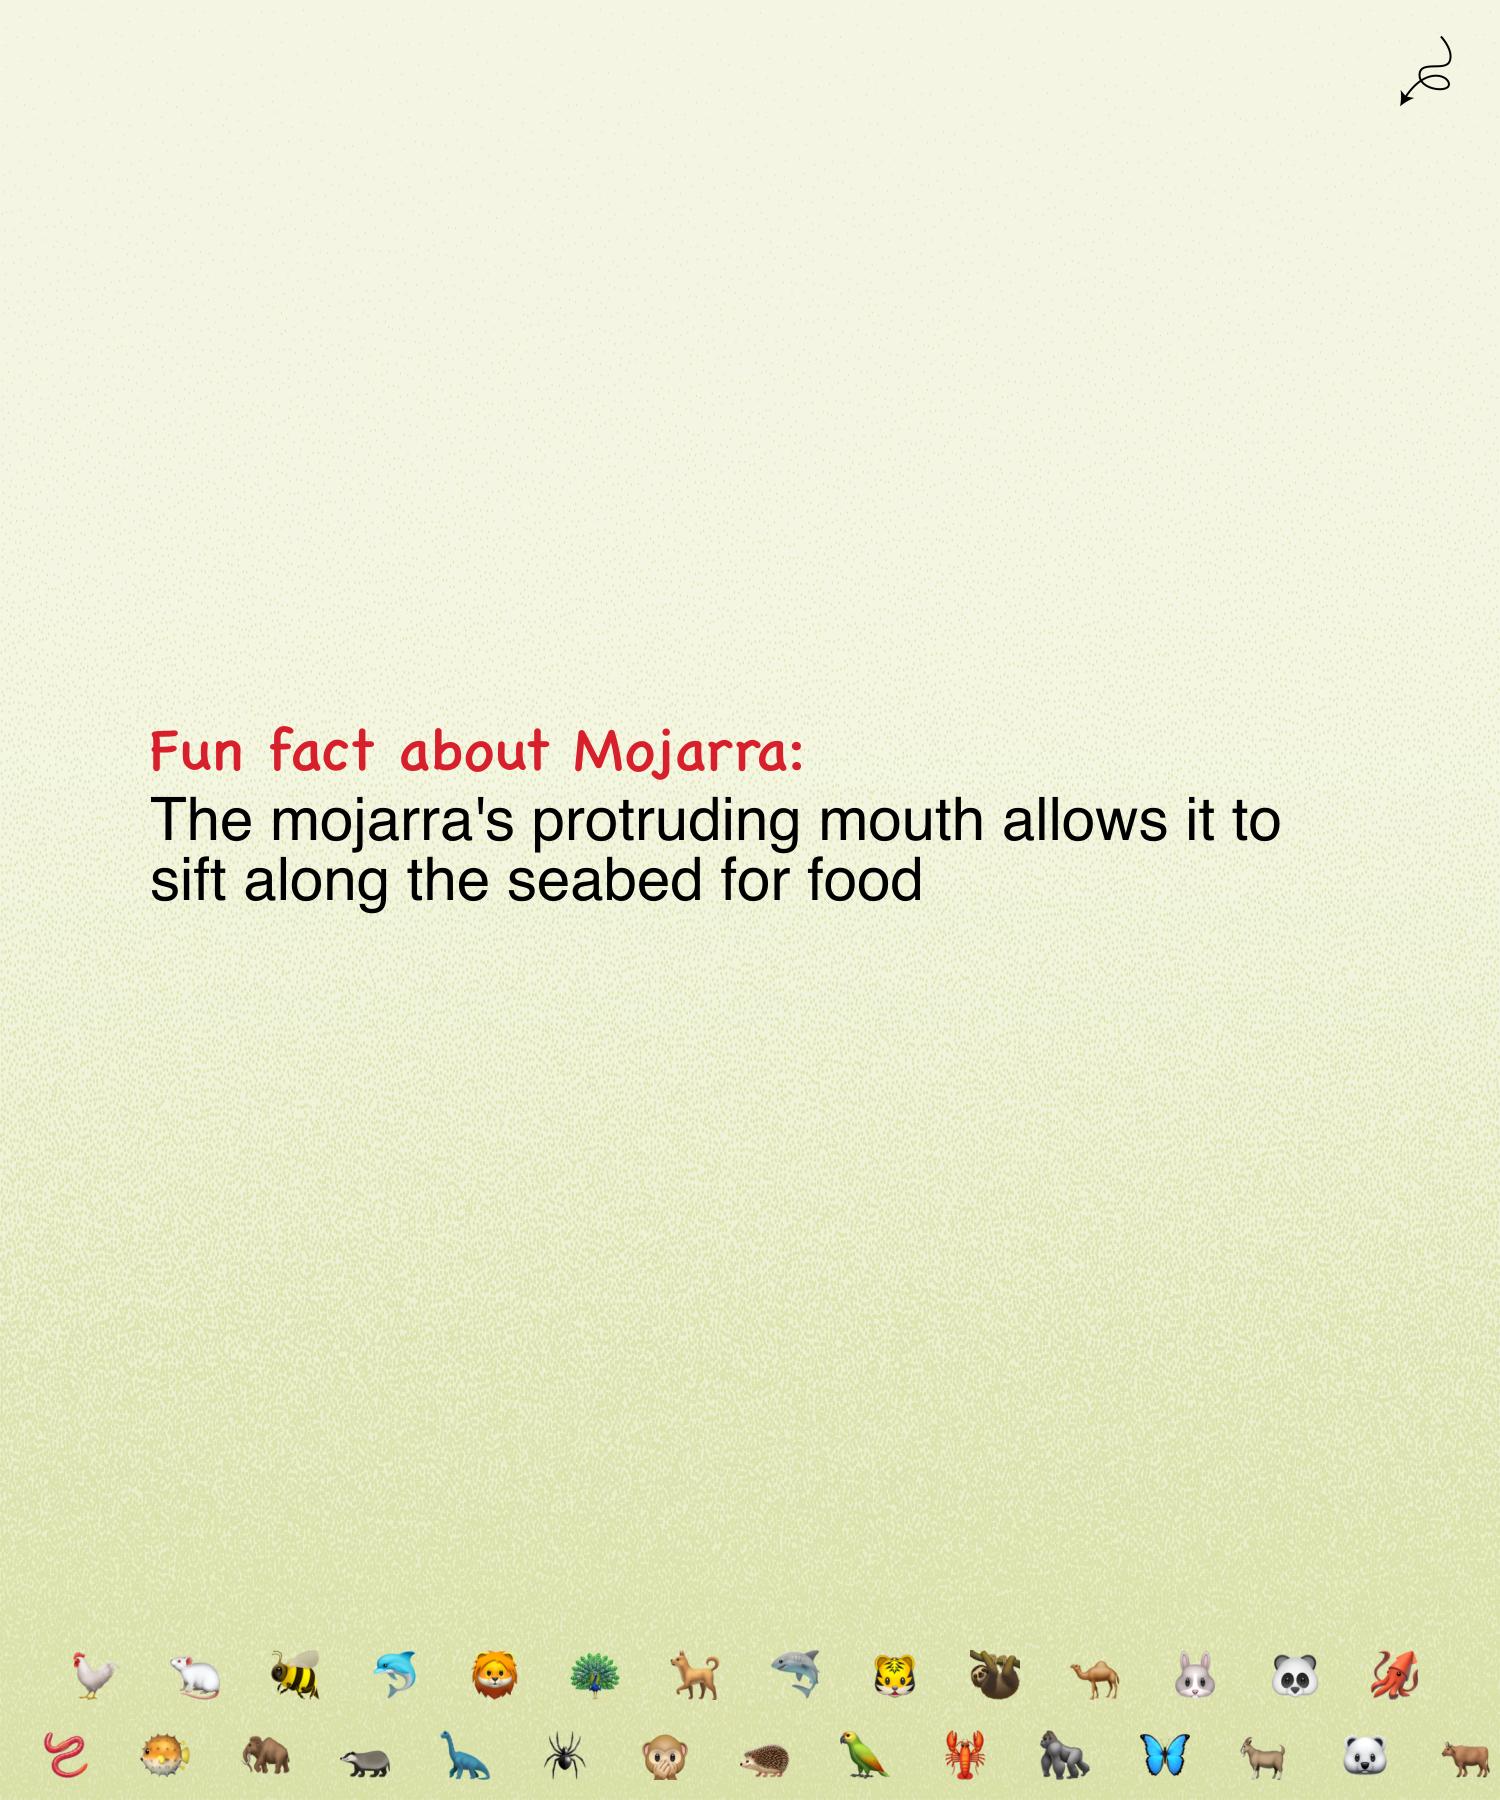 Fun fact about Mojarra:
The mojarra's protruding mouth allows it to
sift along the seabed for food